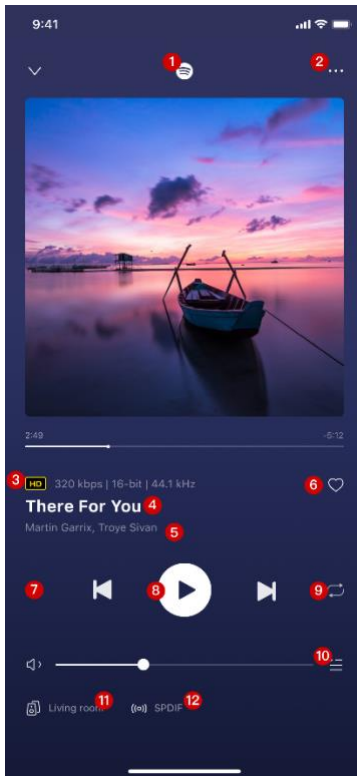 9:41
1
2
2:49 -5:12
3 HD 320 kbps | 16-bit | 44.1 kHz 6
There For You 4
Martin Garrix, Troye Sivan 5
7 8 9
10
Living room 11 SPDIF 12